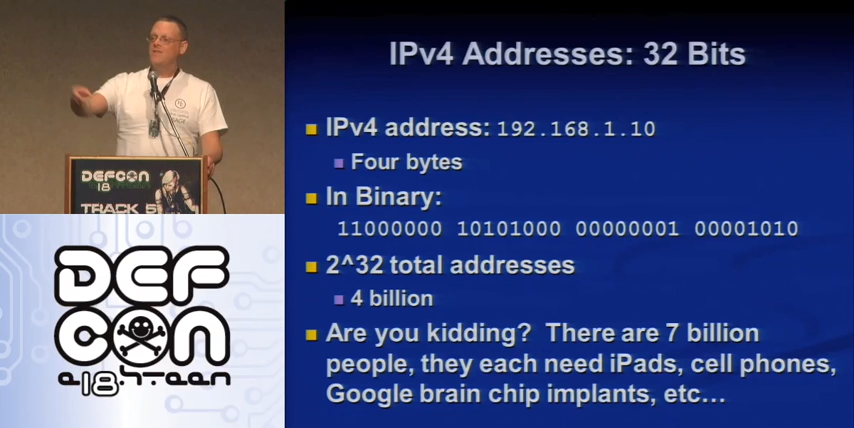 DEFCON
18
TRACK 5
DEF
CON
e18hteen
IPv4 Addresses: 32 Bits
IPv4 address: 192.168.1.10
Four bytes
In Binary:
11000000 10101000 00000001 00001010
2^32 total addresses
4 billion
Are you kidding?  There are 7 billion
people, they each need iPads, cell phones,
Google brain chip implants, etc…